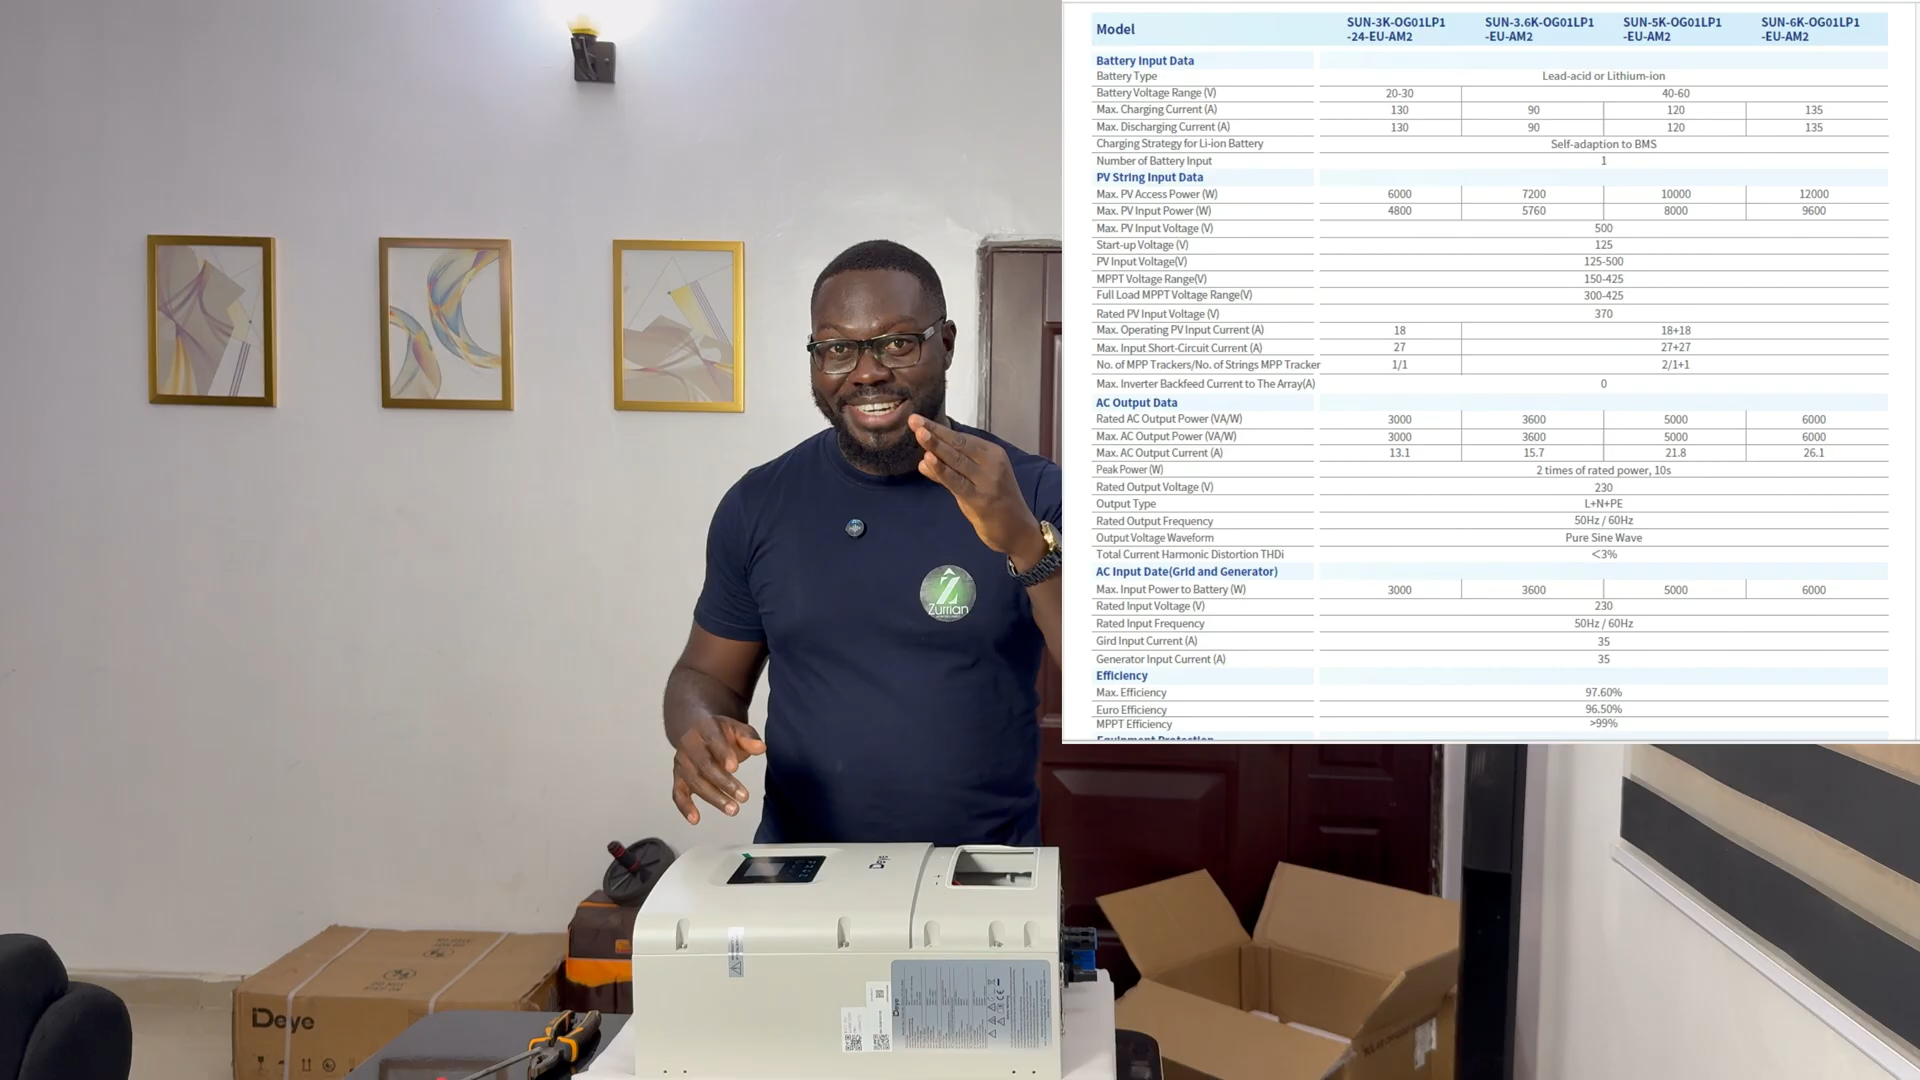 Model SUN-3K-OG01LP1 SUN-3.6K-OG01LP1 SUN-5K-OG01LP1 SUN-6K-OG01LP1
-24-EU-AM2 -EU-AM2 -EU-AM2 -EU-AM2
Battery Input Data
Battery Type Lead-acid or Lithium-ion
Battery Voltage Range (V) 20-30 40-60
Max. Charging Current (A) 130 90 120 135
Max. Discharging Current (A) 130 90 120 135
Charging Strategy for Li-ion Battery Self-adaption to BMS
Number of Battery Input 1
PV String Input Data
Max. PV Access Power (W) 6000 7200 10000 12000
Max. PV Input Power (W) 4800 5760 8000 9600
Max. PV Input Voltage (V) 500
Start-up Voltage (V) 125
PV Input Voltage(V) 125-500
MPPT Voltage Range(V) 150-425
Full Load MPPT Voltage Range(V) 300-425
Rated PV Input Voltage (V) 370
Max. Operating PV Input Current (A) 18 18+18
Max. Input Short-Circuit Current (A) 27 27+27
No. of MPP Trackers/No. of Strings MPP Tracker 1/1 2/1+1
Max. Inverter Backfeed Current to The Array(A) 0
AC Output Data
Rated AC Output Power (VA/W) 3000 3600 5000 6000
Max. AC Output Power (VA/W) 3000 3600 5000 6000
Max. AC Output Current (A) 13.1 15.7 21.8 26.1
Peak Power (W) 2 times of rated power, 10s
Rated Output Voltage (V) 230
Output Type L+N+PE
Rated Output Frequency 50Hz / 60Hz
Output Voltage Waveform Pure Sine Wave
Total Current Harmonic Distortion THDi <3%
AC Input Date(Grid and Generator)
Max. Input Power to Battery (W) 3000 3600 5000 6000
Rated Input Voltage (V) 230
Rated Input Frequency 50Hz / 60Hz
Gird Input Current (A) 35
Generator Input Current (A) 35
Efficiency
Max. Efficiency 97.60%
Euro Efficiency 96.50%
MPPT Efficiency >99%
Equipment Protection
Zurrian
Deye
Deye
Deye